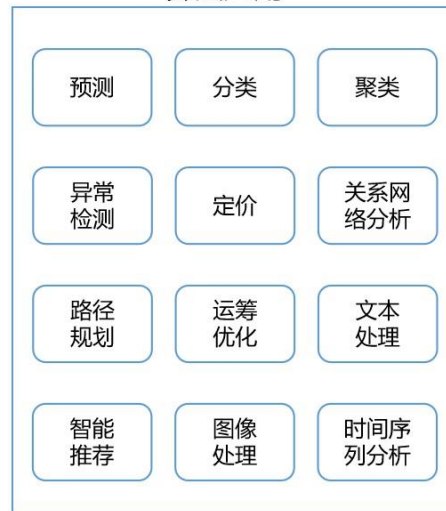 预测
分类
聚类
异常
检测
定价
关系网
络分析
路径
规划
运筹
优化
文本
处理
智能
推荐
图像
处理
时间序
列分析